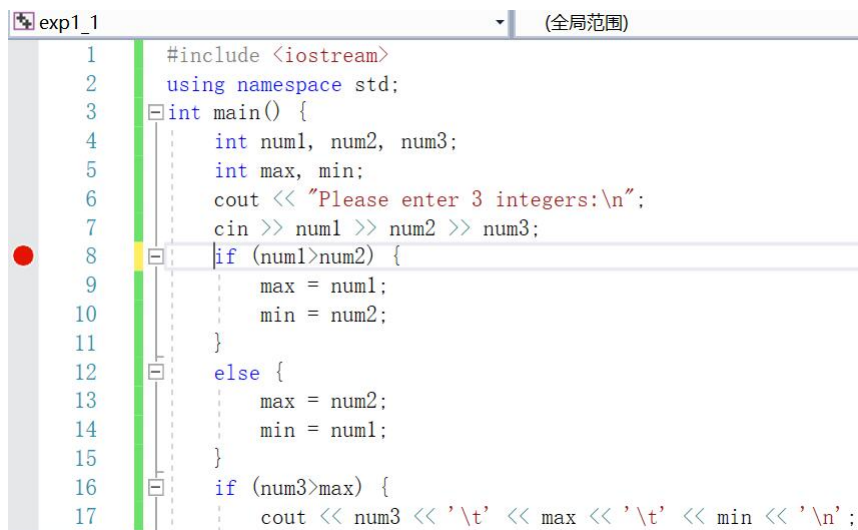 exp1_1 (全局范围)
1 #include <iostream>
2 using namespace std;
3 int main() {
4 int num1, num2, num3;
5 int max, min;
6 cout << "Please enter 3 integers:\n";
7 cin >> num1 >> num2 >> num3;
8 if (num1>num2) {
9 max = num1;
10 min = num2;
11 }
12 else {
13 max = num2;
14 min = num1;
15 }
16 if (num3>max) {
17 cout << num3 << '\t' << max << '\t' << min << '\n';